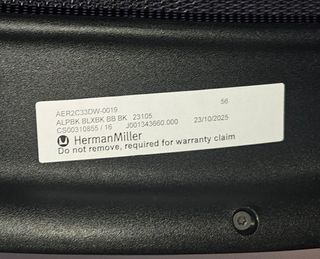 AER2C33DW-0019 56
ALPBK BLXBK BB BK 23105
CS00310855 / 16 J001343660.000 23/10/2025
HermanMiller
Do not remove, required for warranty claim